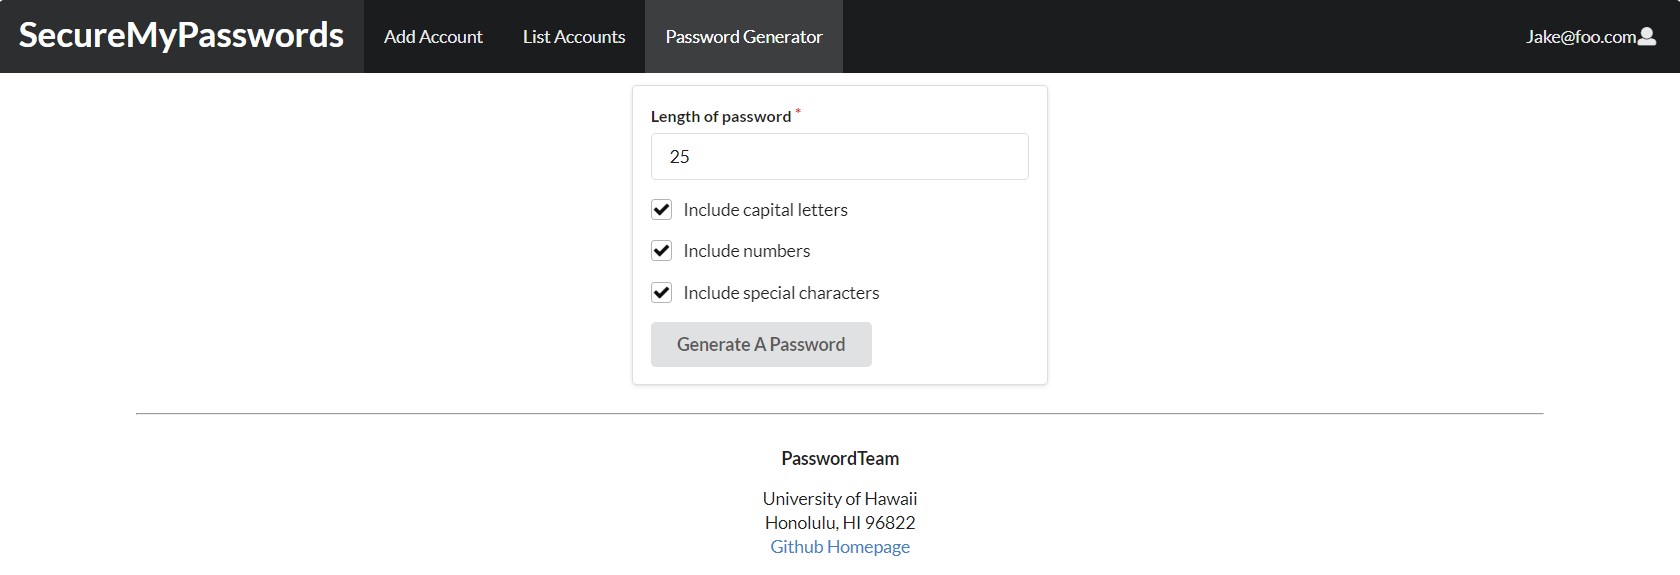 SecureMyPasswords Add Account List Accounts Password Generator Jake@foo.com
Length of password *
25
Include capital letters
Include numbers
Include special characters
Generate A Password
PasswordTeam
University of Hawaii
Honolulu, HI 96822
Github Homepage